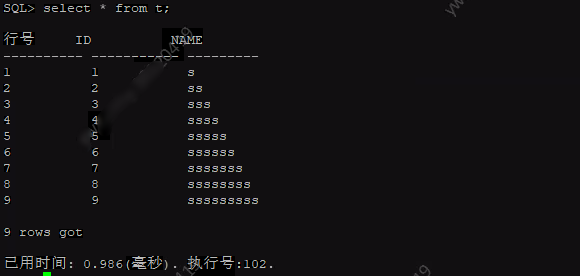 SQL> select * from t;
行号 ID NAME
---------- ----------- ---------
1 1 s
2 2 ss
3 3 sss
4 4 ssss
5 5 sssss
6 6 ssssss
7 7 sssssss
8 8 ssssssss
9 9 sssssssss
9 rows got
已用时间: 0.986(毫秒). 执行号:102.